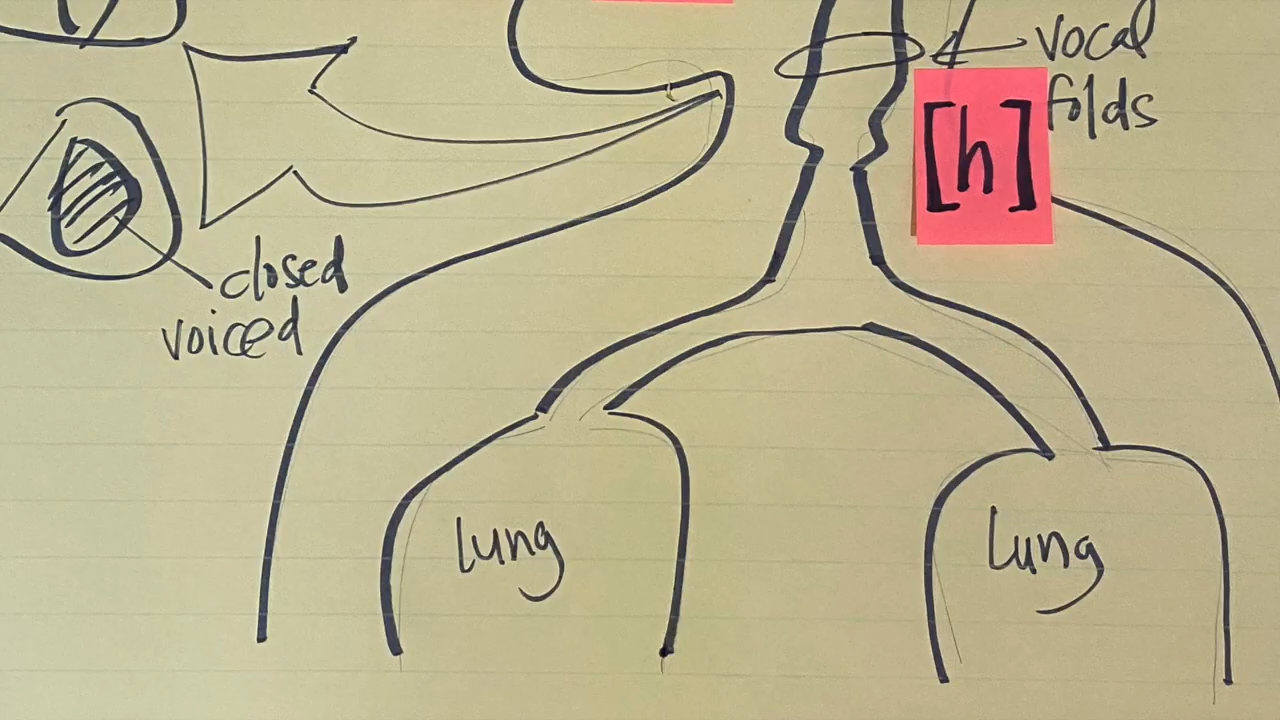 vocal
folds
[h]
closed
voiced
lung
lung